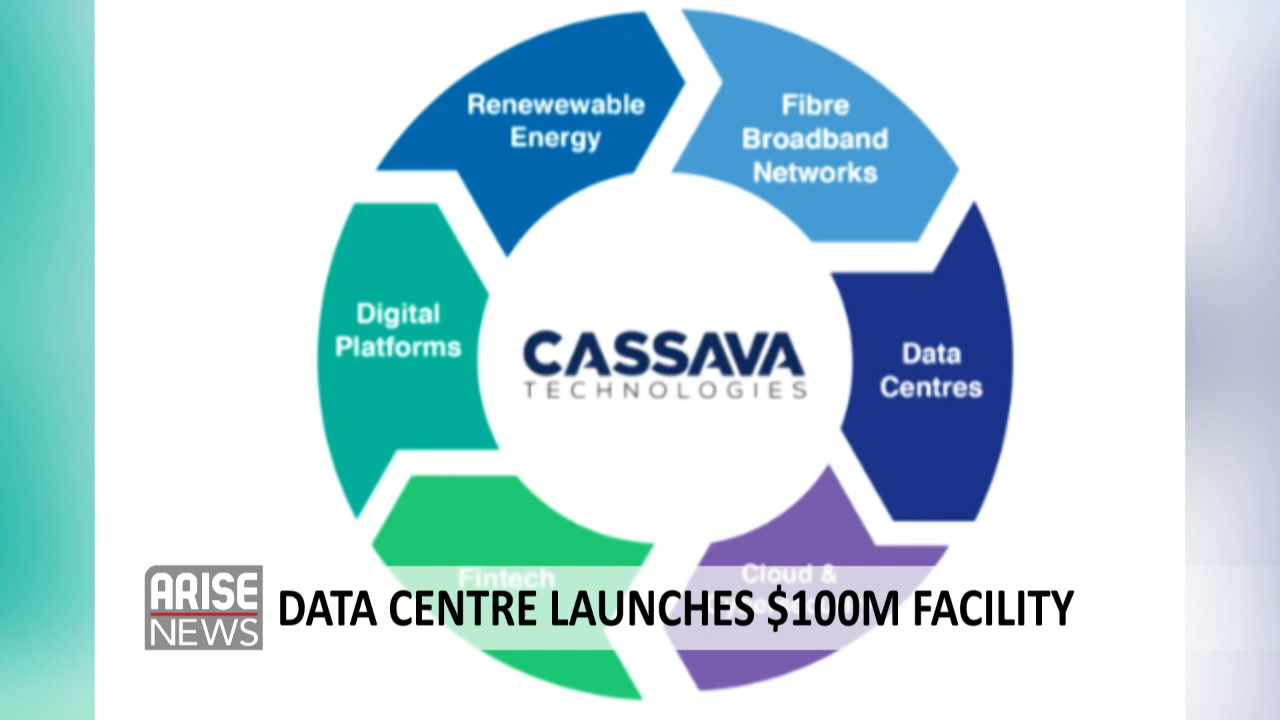 Renewewable
Energy
Fibre
Broadband
Networks
Digital
Platforms
CASSAVA
TECHNOLOGIES
Data
Centres
Fintech
Cloud &
ARISE
NEWS
DATA CENTRE LAUNCHES $100M FACILITY